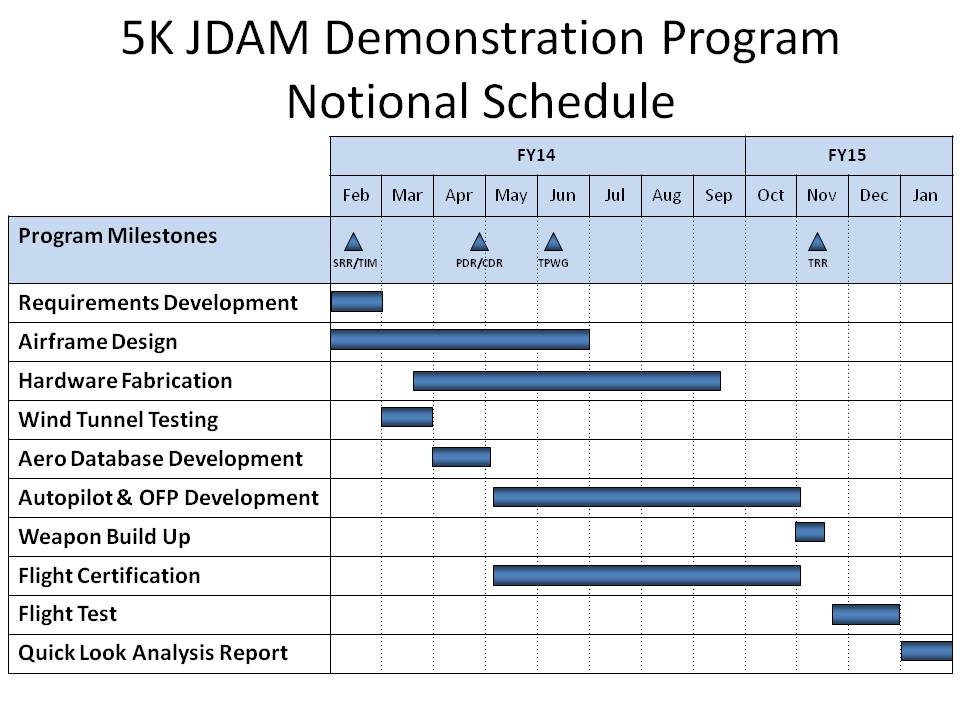 5K JDAM Demonstration Program
Notional Schedule
FY14 FY15
Feb Mar Apr May Jun Jul Aug Sep Oct Nov Dec Jan
Program Milestones
SRR/TIM PDR/CDR TPWG TRR
Requirements Development
Airframe Design
Hardware Fabrication
Wind Tunnel Testing
Aero Database Development
Autopilot & OFP Development
Weapon Build Up
Flight Certification
Flight Test
Quick Look Analysis Report